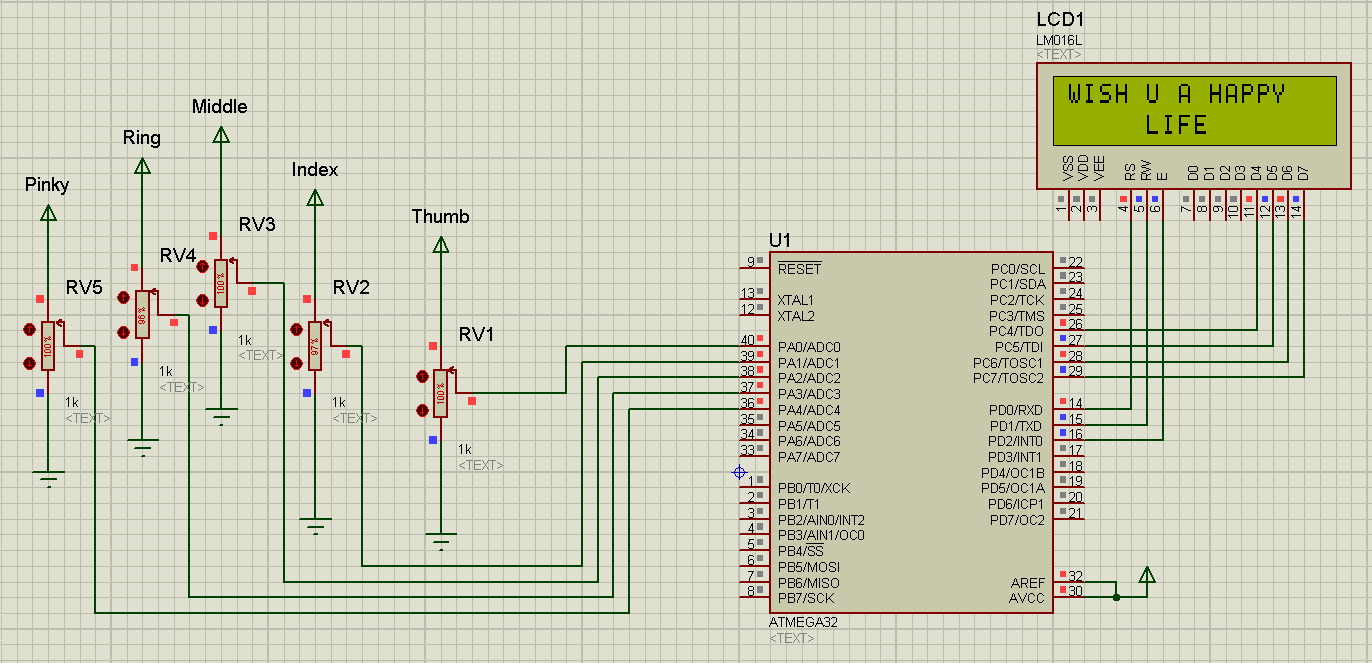 LCD1
LM016L
<TEXT>
WISH U A HAPPY
LIFE
VSS VDD VEE RS RW E D0 D1 D2 D3 D4 D5 D6 D7
1 2 3 4 5 6 7 8 9 10 11 12 13 14
Middle
Ring
Index
Pinky
Thumb
RV3
RV4
RV5
RV2
RV1
100%
96%
100%
97%
100%
1k
<TEXT>
1k
<TEXT>
1k
<TEXT>
1k
<TEXT>
1k
<TEXT>
U1
9 RESET
13 XTAL1
12 XTAL2
40 PA0/ADC0
39 PA1/ADC1
38 PA2/ADC2
37 PA3/ADC3
36 PA4/ADC4
35 PA5/ADC5
34 PA6/ADC6
33 PA7/ADC7
1 PB0/T0/XCK
2 PB1/T1
3 PB2/AIN0/INT2
4 PB3/AIN1/OC0
5 PB4/SS
6 PB5/MOSI
7 PB6/MISO
8 PB7/SCK
PC0/SCL 22
PC1/SDA 23
PC2/TCK 24
PC3/TMS 25
PC4/TDO 26
PC5/TDI 27
PC6/TOSC1 28
PC7/TOSC2 29
PD0/RXD 14
PD1/TXD 15
PD2/INT0 16
PD3/INT1 17
PD4/OC1B 18
PD5/OC1A 19
PD6/ICP1 20
PD7/OC2 21
AREF 32
AVCC 30
ATMEGA32
<TEXT>